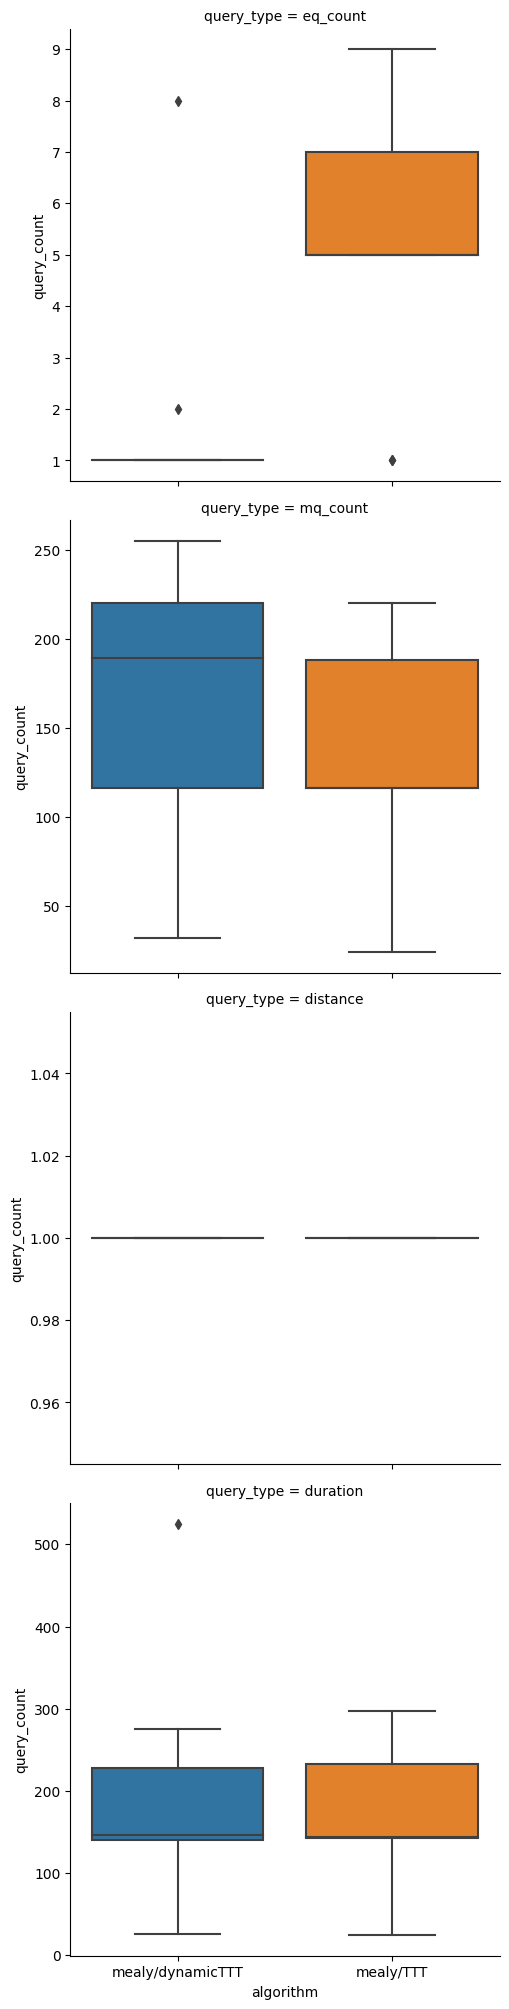 query_type = eq_count
9
8
7
6
5
4
3
2
1
query_count
query_type = mq_count
250
200
150
100
50
query_count
query_type = distance
1.04
1.02
1.00
0.98
0.96
query_count
query_type = duration
500
400
300
200
100
0
query_count
mealy/dynamicTTT mealy/TTT
algorithm